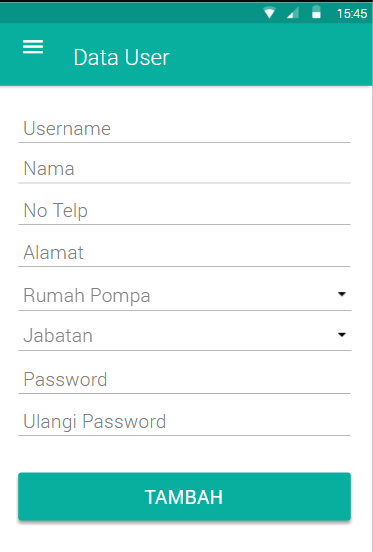 15:45
Data User
Username
Nama
No Telp
Alamat
Rumah Pompa
Jabatan
Password
Ulangi Password
TAMBAH